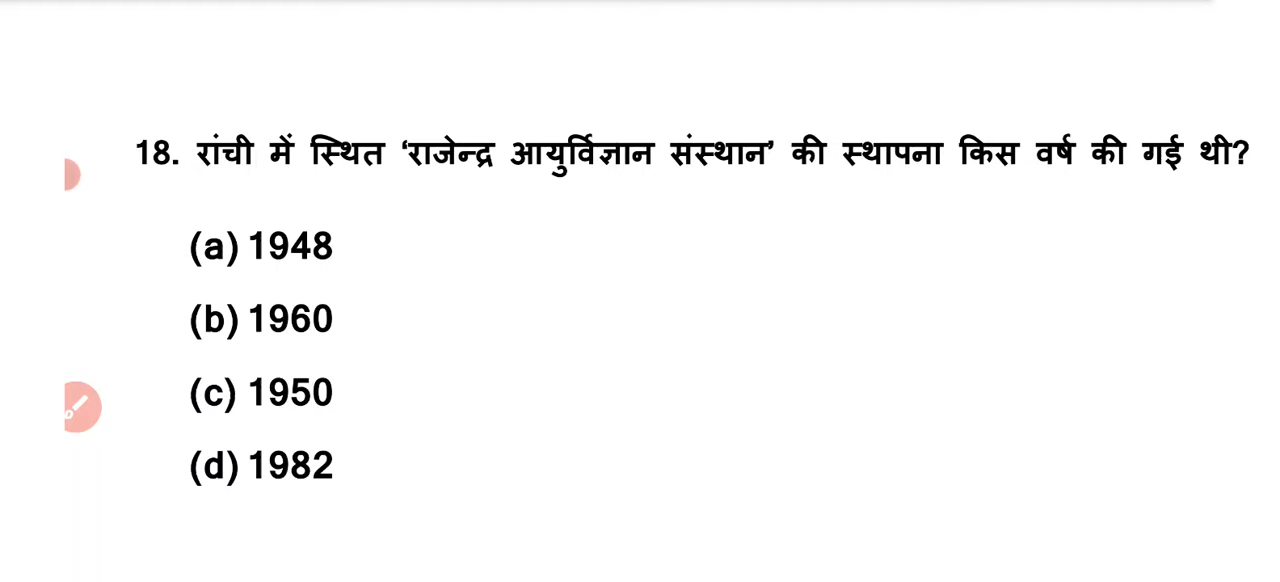 18. रांची में स्थित ‘राजेन्द्र आयुर्विज्ञान संस्थान’ की स्थापना किस वर्ष की गई थी?
(a) 1948
(b) 1960
(c) 1950
(d) 1982